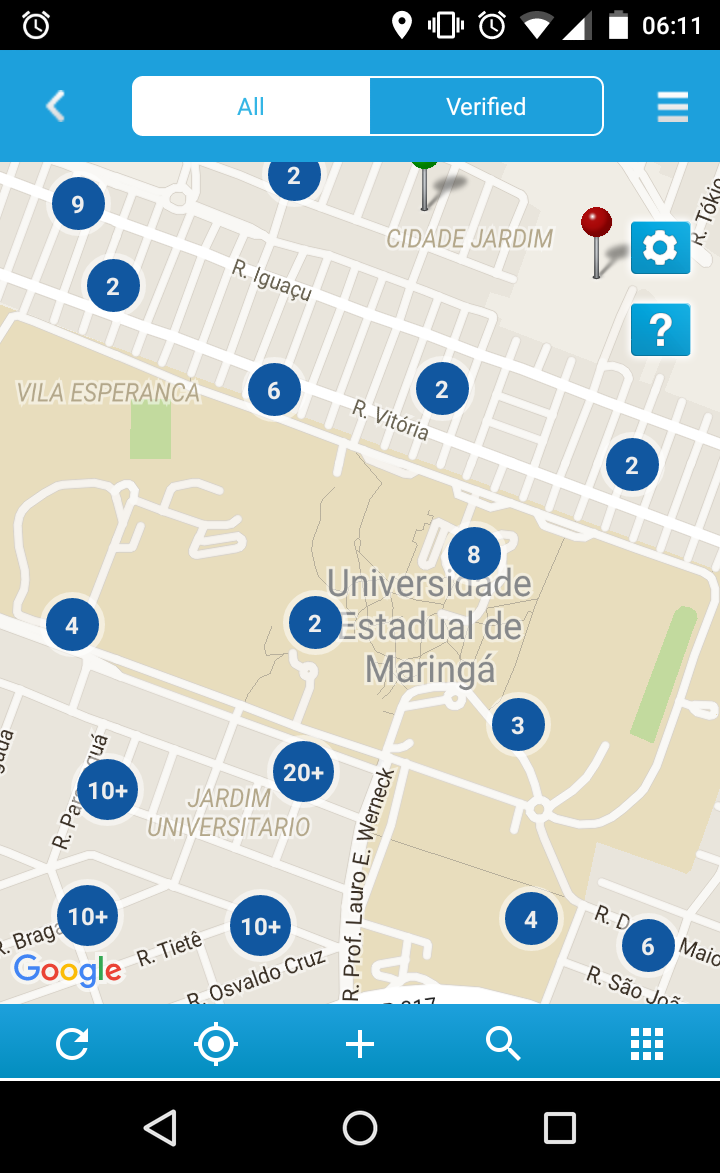 06:11
All
Verified
2
9
CIDADE JARDIM
R. Tókio
2
R. Iguaçu
?
VILA ESPERANCA
6
2
R. Vitória
2
8
Universidade
Estadual de
Maringá
4
2
3
20+
10+
JARDIM
UNIVERSITARIO
R. Prof. Lauro E. Werneck
10+
10+
4
R. Braga
R. Tietê
R. Osvaldo Cruz
R. D
6
Maio
R. São Joã
Google